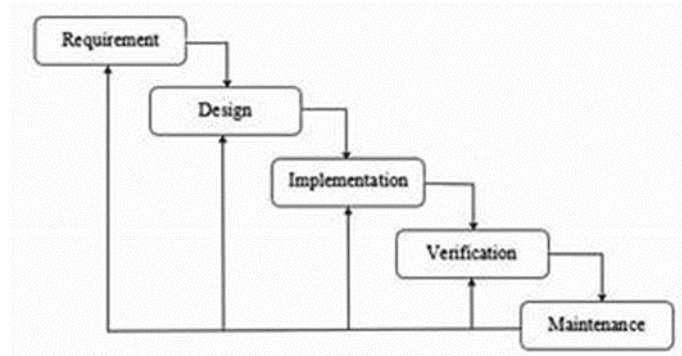 Requirement
Design
Implementation
Verification
Maintenance